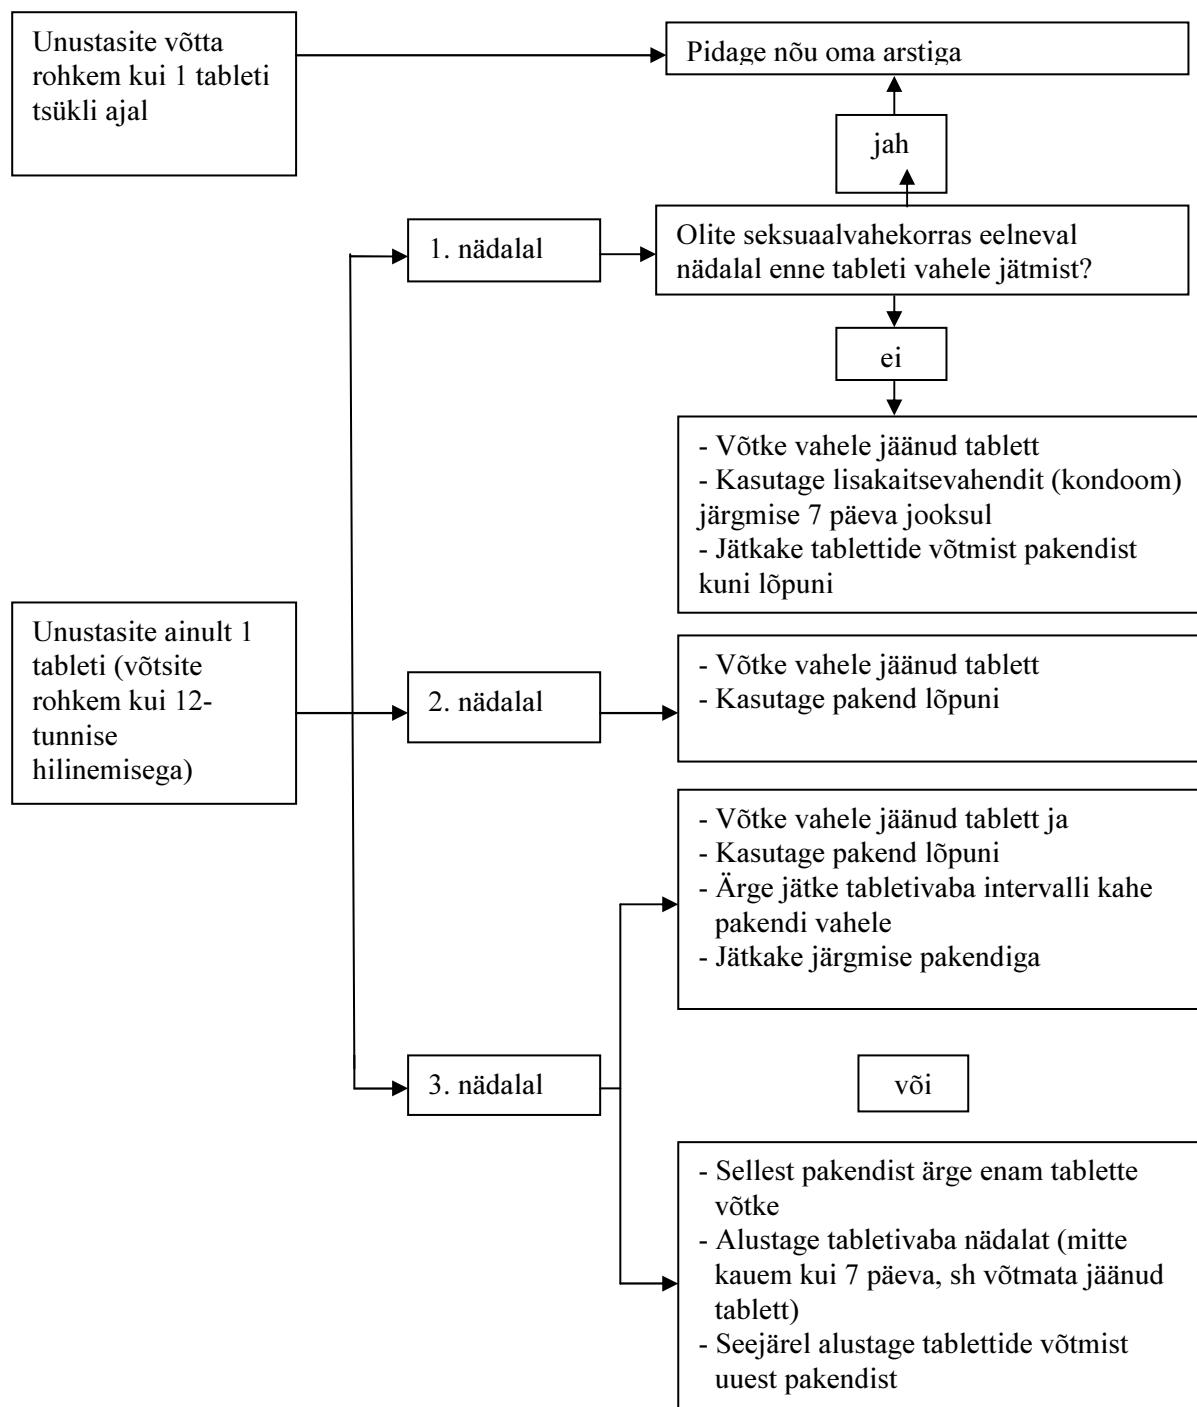 Unustasite võtta
rohkem kui 1 tableti
tsükli ajal
Pidage nõu oma arstiga
jah
1. nädalal
Olite seksuaalvahekorras eelneval
nädalal enne tableti vahele jätmist?
ei
- Võtke vahele jäänud tablett
- Kasutage lisakaitsevahendit (kondoom)
järgmise 7 päeva jooksul
- Jätkake tablettide võtmist pakendist
kuni lõpuni
Unustasite ainult 1
tableti (võtsite
rohkem kui 12-
tunnise
hilinemisega)
2. nädalal
- Võtke vahele jäänud tablett
- Kasutage pakend lõpuni
- Võtke vahele jäänud tablett ja
- Kasutage pakend lõpuni
- Ärge jätke tabletivaba intervalli kahe
pakendi vahele
- Jätkake järgmise pakendiga
3. nädalal
või
- Sellest pakendist ärge enam tablette
võtke
- Alustage tabletivaba nädalat (mitte
kauem kui 7 päeva, sh võtmata jäänud
tablett)
- Seejärel alustage tablettide võtmist
uuest pakendist